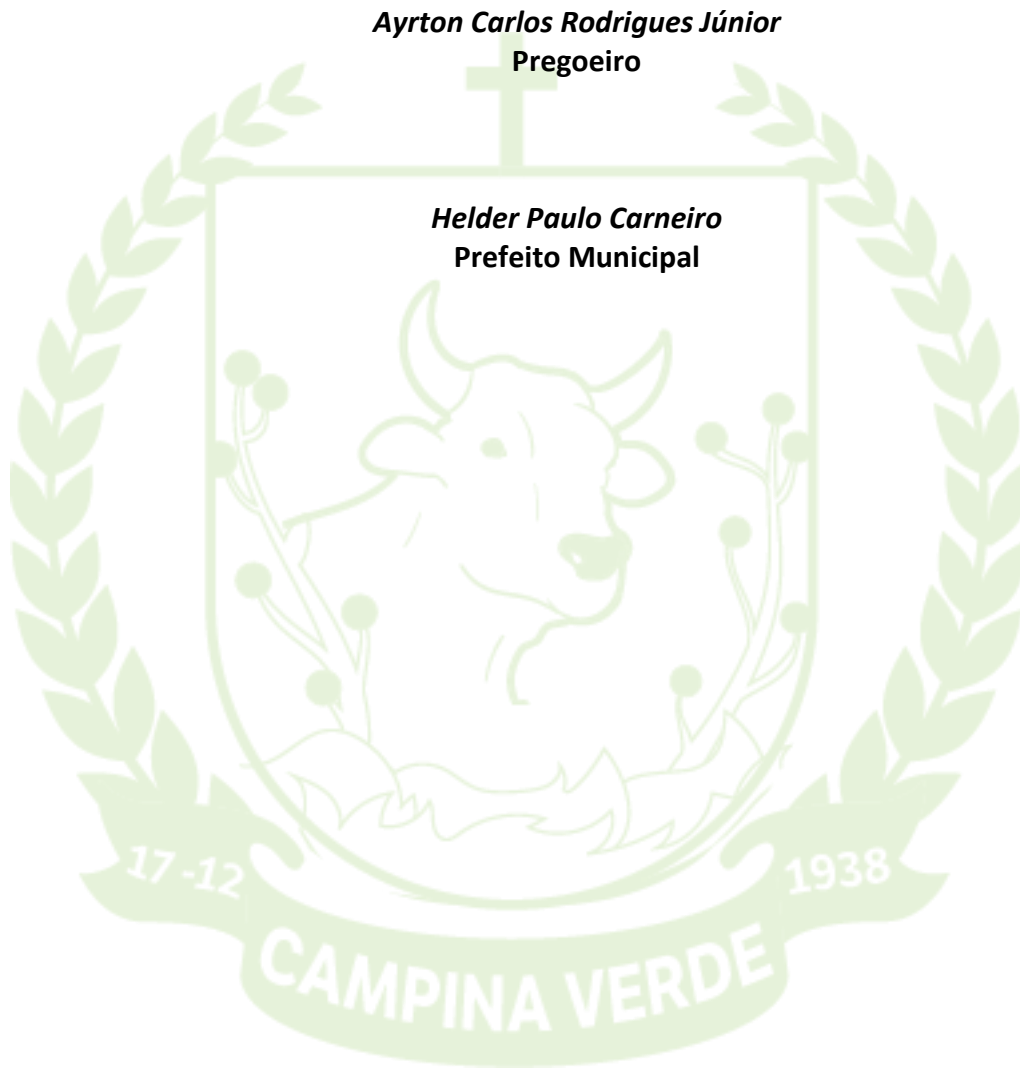 Ayrton Carlos Rodrigues Júnior
Pregoeiro
Helder Paulo Carneiro
Prefeito Municipal
17-12
1938
CAMPINA VERDE